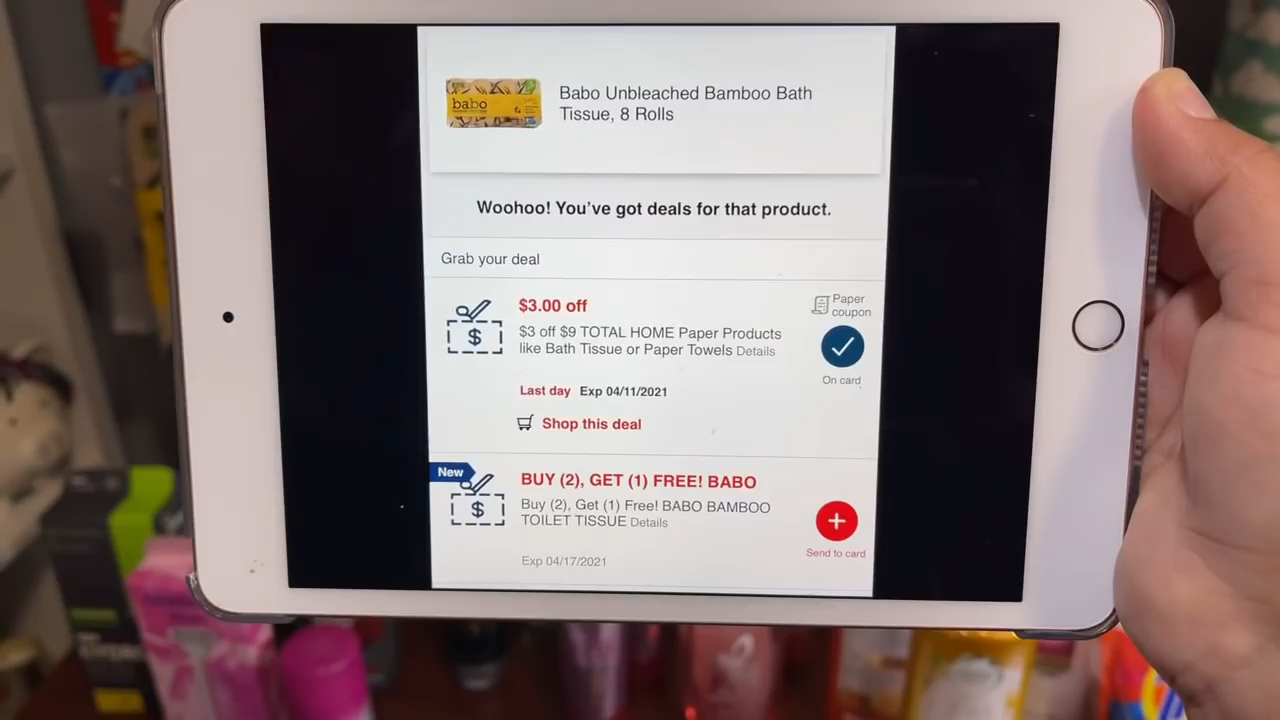 babo
Babo Unbleached Bamboo Bath
Tissue, 8 Rolls
Woohoo! You've got deals for that product.
Grab your deal
$3.00 off
Paper
coupon
$
$3 off $9 TOTAL HOME Paper Products
like Bath Tissue or Paper Towels Details
On card
Last day Exp 04/11/2021
Shop this deal
New
BUY (2), GET (1) FREE! BABO
$
Buy (2), Get (1) Free! BABO BAMBOO
TOILET TISSUE Details
Send to card
Exp 04/17/2021